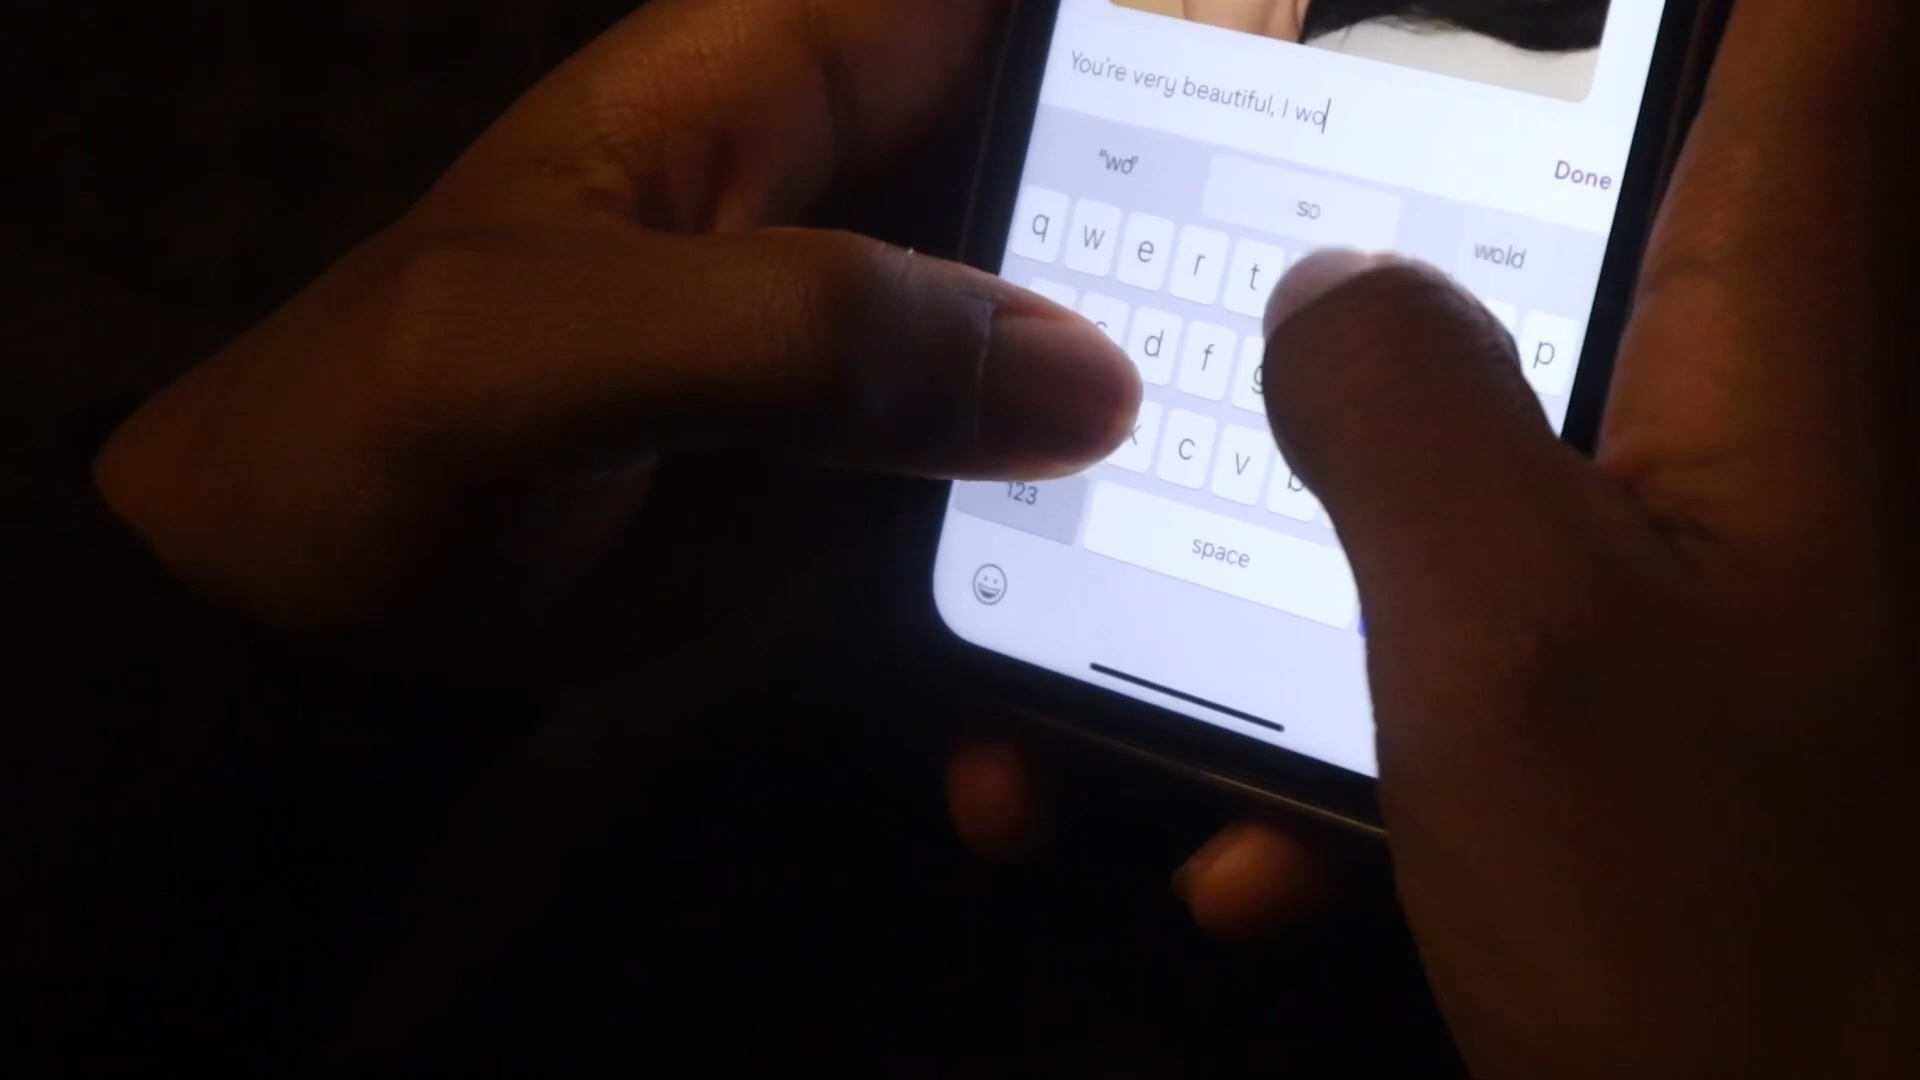 You're very beautiful, I wo
Done
"wo" so wold
q w e r t p
d f g
x c v b
123 space